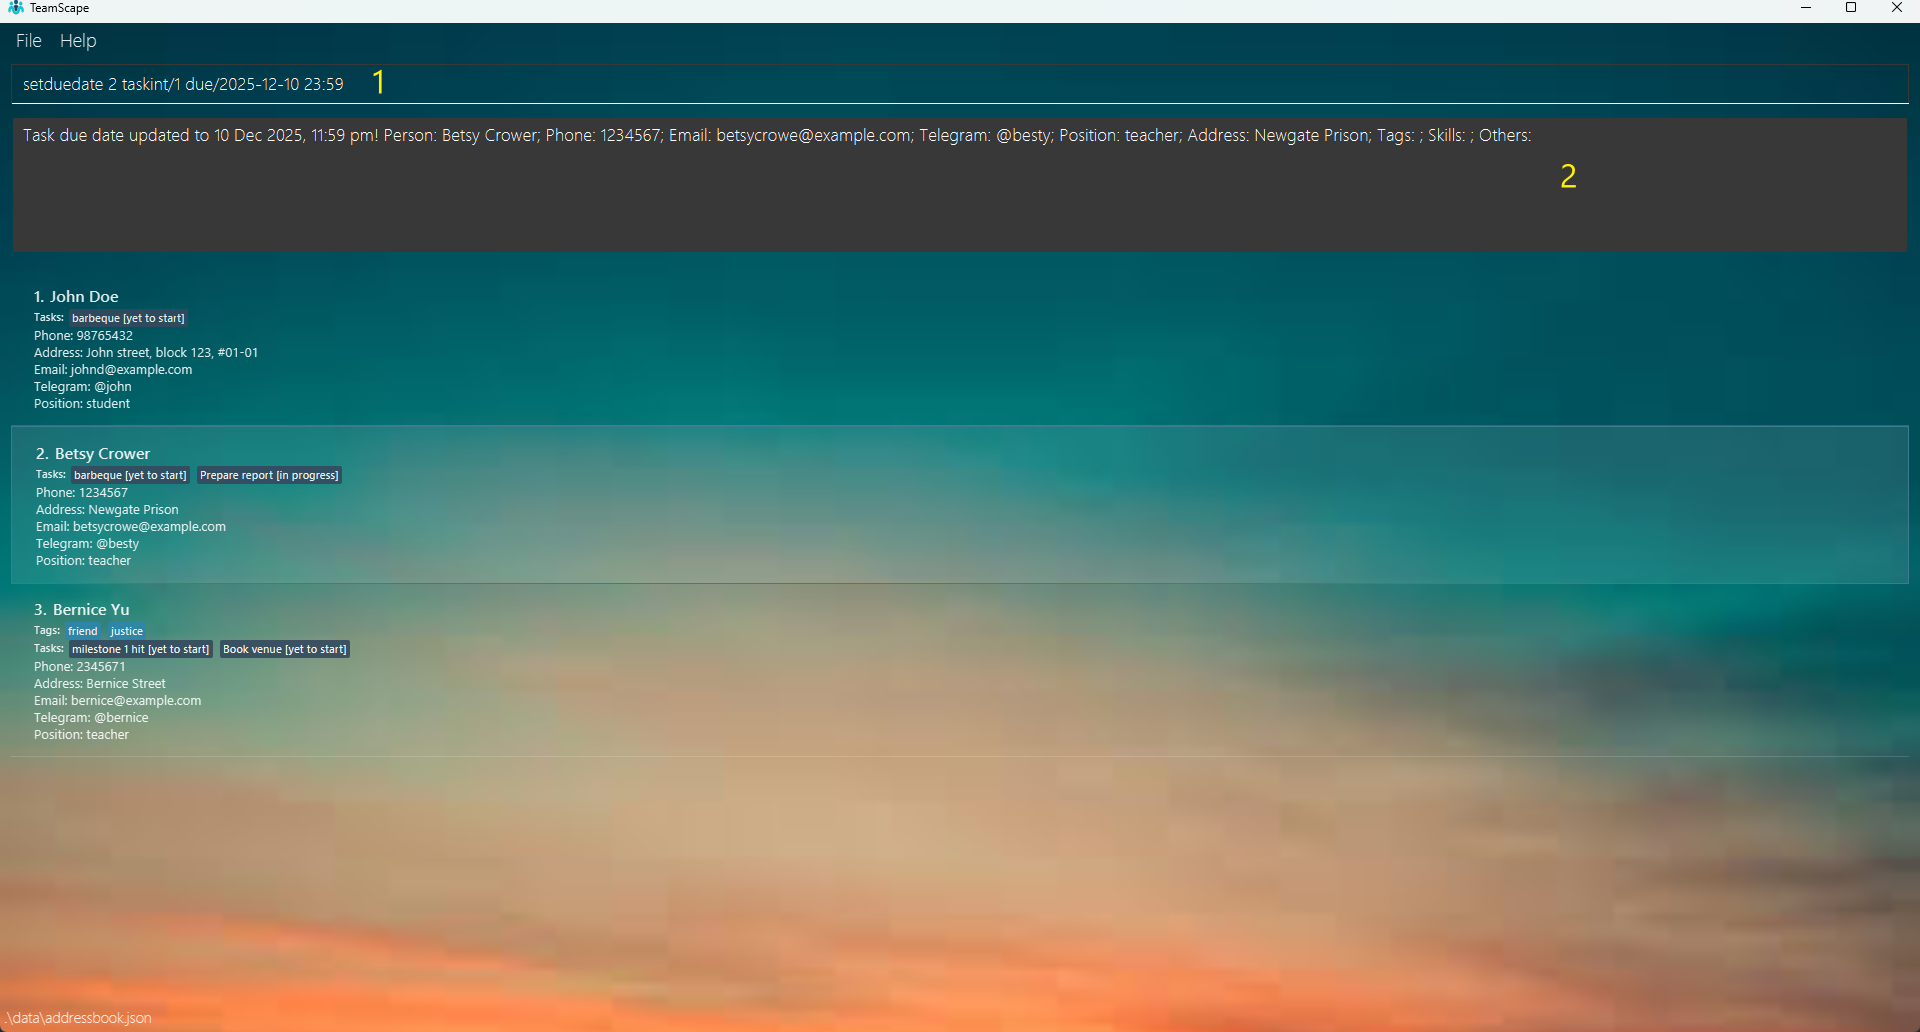 TeamScape
File Help
setduedate 2 taskint/1 due/2025-12-10 23:59 1
Task due date updated to 10 Dec 2025, 11:59 pm! Person: Betsy Crower; Phone: 1234567; Email: betsycrowe@example.com; Telegram: @besty; Position: teacher; Address: Newgate Prison; Tags: ; Skills: ; Others:
2
1. John Doe
Tasks: barbeque [yet to start]
Phone: 98765432
Address: John street, block 123, #01-01
Email: johnd@example.com
Telegram: @john
Position: student
2. Betsy Crower
Tasks: barbeque [yet to start] Prepare report [in progress]
Phone: 1234567
Address: Newgate Prison
Email: betsycrowe@example.com
Telegram: @besty
Position: teacher
3. Bernice Yu
Tags: friend justice
Tasks: milestone 1 hit [yet to start] Book venue [yet to start]
Phone: 2345671
Address: Bernice Street
Email: bernice@example.com
Telegram: @bernice
Position: teacher
.\data\addressbook.json